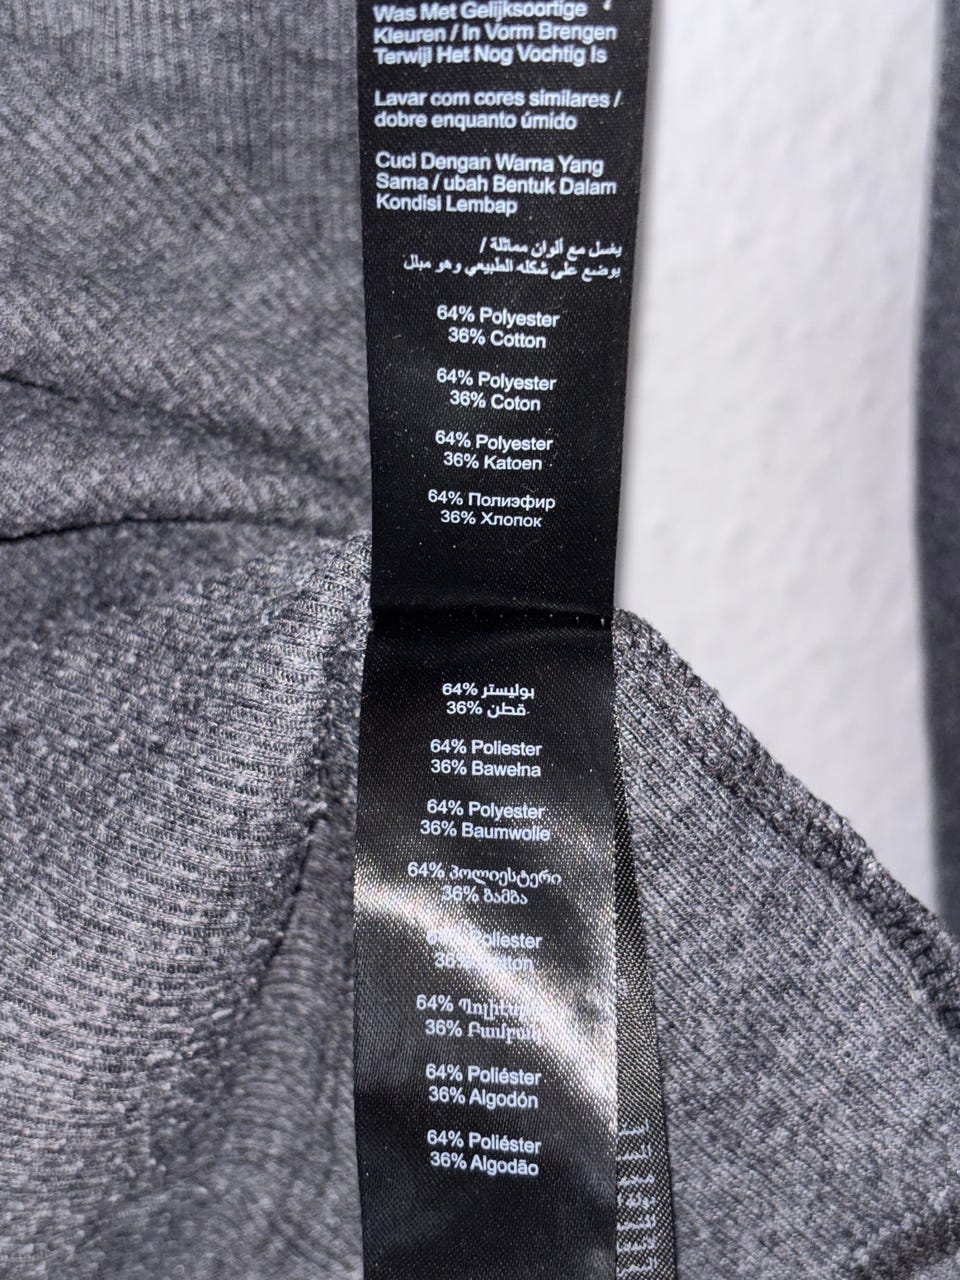 Was Met Gelijksoortige
Kleuren / In Vorm Brengen
Terwijl Het Nog Vochtig Is
Lavar com cores similares /
dobre enquanto úmido
Cuci Dengan Warna Yang
Sama / ubah Bentuk Dalam
Kondisi Lembap
يغسل مع ألوان مماثلة /
يوضع على شكله الطبيعي وهو مبلل
64% Polyester
36% Cotton
64% Polyester
36% Coton
64% Polyester
36% Katoen
64% Полиэфир
36% Хлопок
64% بوليستر
36% قطن
64% Poliester
36% Bawełna
64% Polyester
36% Baumwolle
64% პოლიესტერი
36% ბამბა
Poliester
36%
64%
36%
64% Poliéster
36% Algodón
64% Poliéster
36% Algodão